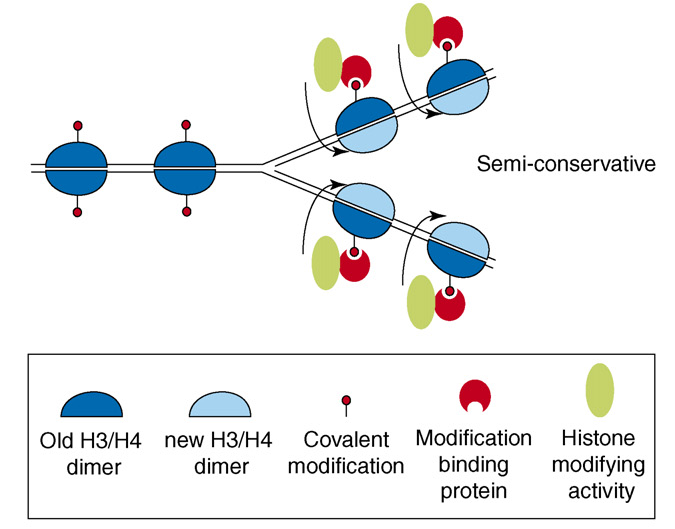 Semi-conservative
Old H3/H4
dimer
new H3/H4
dimer
Covalent
modification
Modification
binding
protein
Histone
modifying
activity